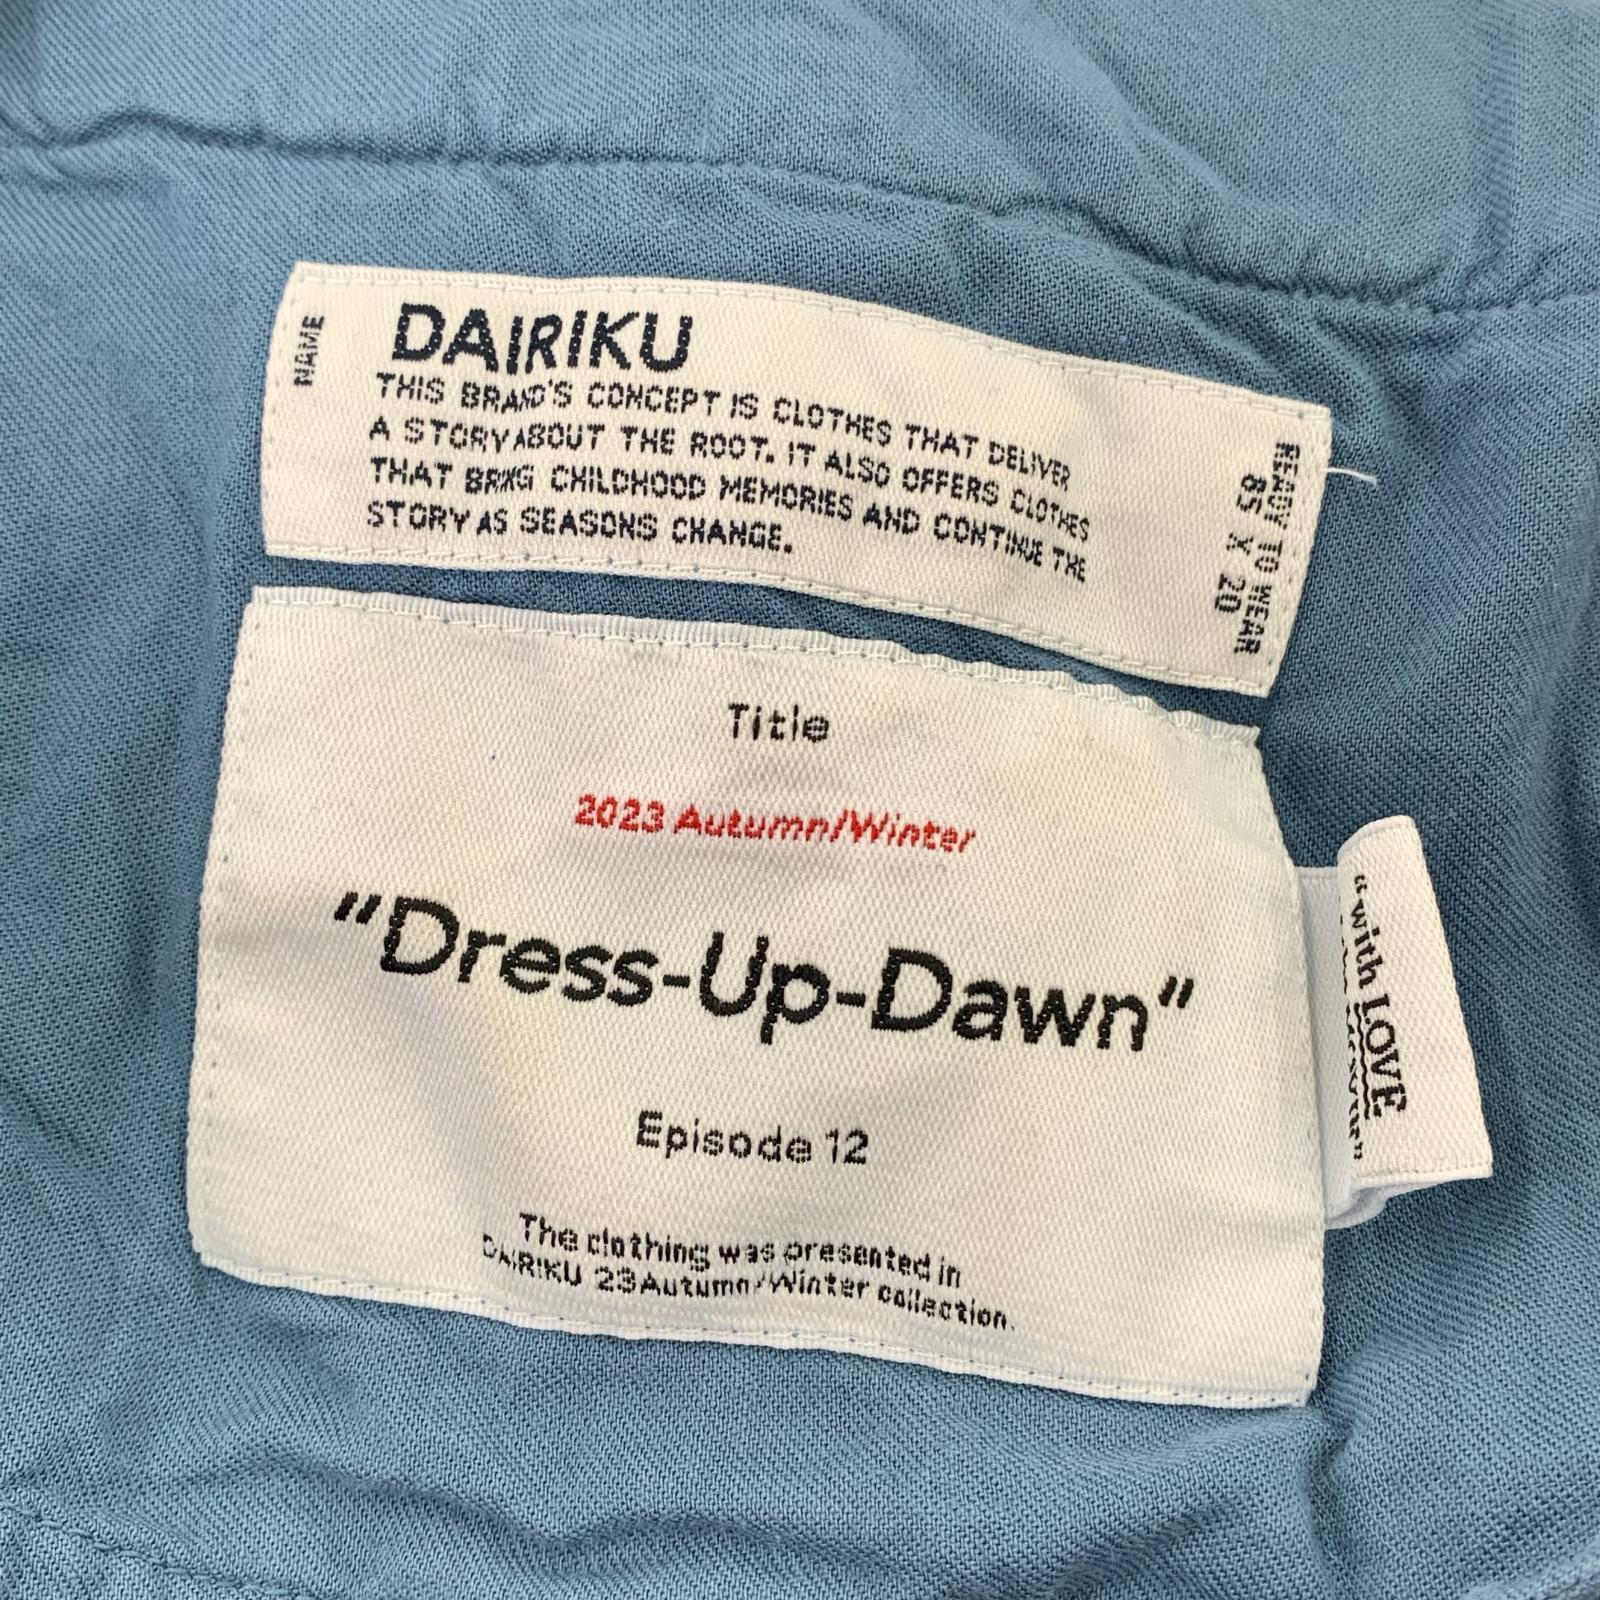 NAME
DAIRIKU
THIS BRAND'S CONCEPT IS CLOTHES THAT DELIVER
A STORY ABOUT THE ROOT. IT ALSO OFFERS CLOTHES
THAT BRING CHILDHOOD MEMORIES AND CONTINUE THE
STORY AS SEASONS CHANGE.
READY TO WEAR
85 X 20
Title
2023 Autumn/Winter
"Dress-Up-Dawn"
Episode 12
The clothing was presented in
DAIRIKU 23Autumn/Winter collection.
"with LOVE